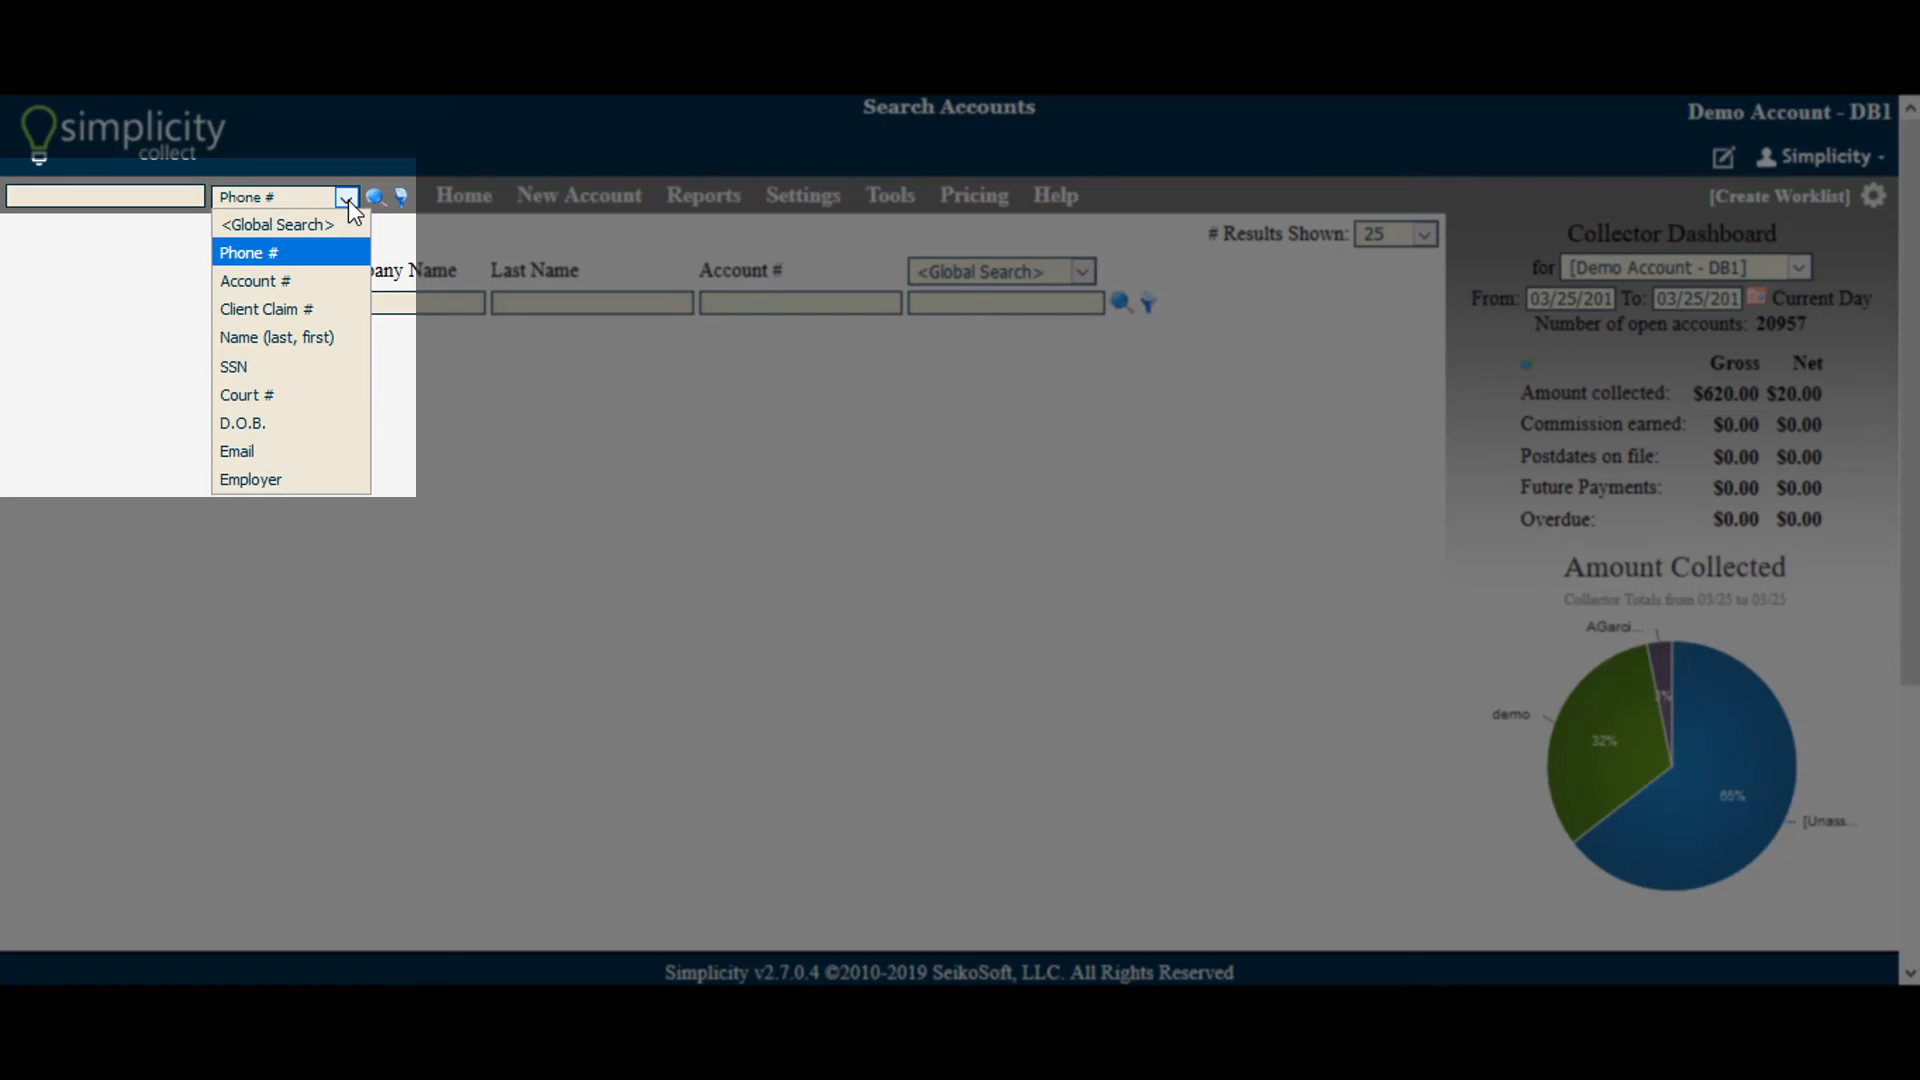 Search Accounts
Demo Account - DB1
simplicity
collect
Simplicity
Phone #
Home New Account Reports Settings Tools Pricing Help
[Create Worklist]
<Global Search>
Phone #
Account #
Client Claim #
Name (last, first)
SSN
Court #
D.O.B.
Email
Employer
# Results Shown: 25
pany Name Last Name Account # <Global Search>
Collector Dashboard
for [Demo Account - DB1]
From: 03/25/201 To: 03/25/201 Current Day
Number of open accounts: 20957
Gross Net
Amount collected: $620.00 $20.00
Commission earned: $0.00 $0.00
Postdates on file: $0.00 $0.00
Future Payments: $0.00 $0.00
Overdue: $0.00 $0.00
Amount Collected
Collector Totals from 03/25 to 03/25
AGarci...
3%
demo
32%
65%
[Unass...
Simplicity v2.7.0.4 ©2010-2019 SeikoSoft, LLC. All Rights Reserved